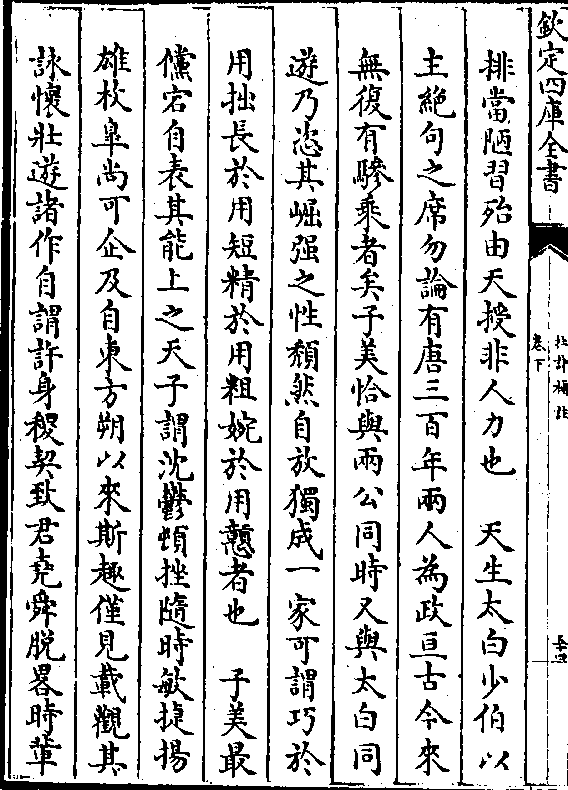 欽定四庫全書
卷下
排當陋習殆由天授非人力也　天生太白少伯以
主絶句之席勿論有唐三百年兩人為政亘古今來
無復有驂乘者矣子美恰與兩公同時又與太白同
遊乃恣其崛强之性頹然自放獨成一家可謂巧於
用拙長於用短精於用粗婉於用戇者也　子美最
儻宕自表其能上之天子謂沈鬱頓挫隨時敏捷揚
雄枚臯尚可企及自東方朔以來斯趣僅見載觀其
詠懷壯遊諸作自謂許身稷契致君堯舜脱畧時輩